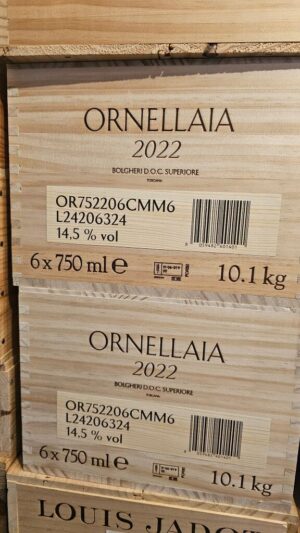 ORNELLAIA
2022
BOLGHERI D.O.C. SUPERIORE
TOSCANA
OR752206CMM6
L24206324
14,5 % vol
6 x 750 ml e
10.1 kg
ORNELLAIA
2022
BOLGHERI D.O.C. SUPERIORE
OR752206CMM6
L24206324
14,5 % vol
6 x 750 ml e
10.1 kg
LOUIS JADOT